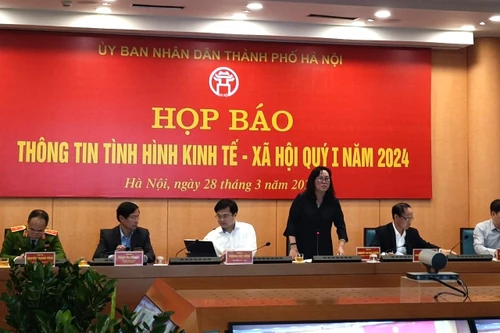 ỦY BAN NHÂN DÂN THÀNH PHỐ HÀ NỘI
HỌP BÁO
THÔNG TIN TÌNH HÌNH KINH TẾ - XÃ HỘI QUÝ I NĂM 2024
Hà Nội, ngày 28 tháng 3 năm